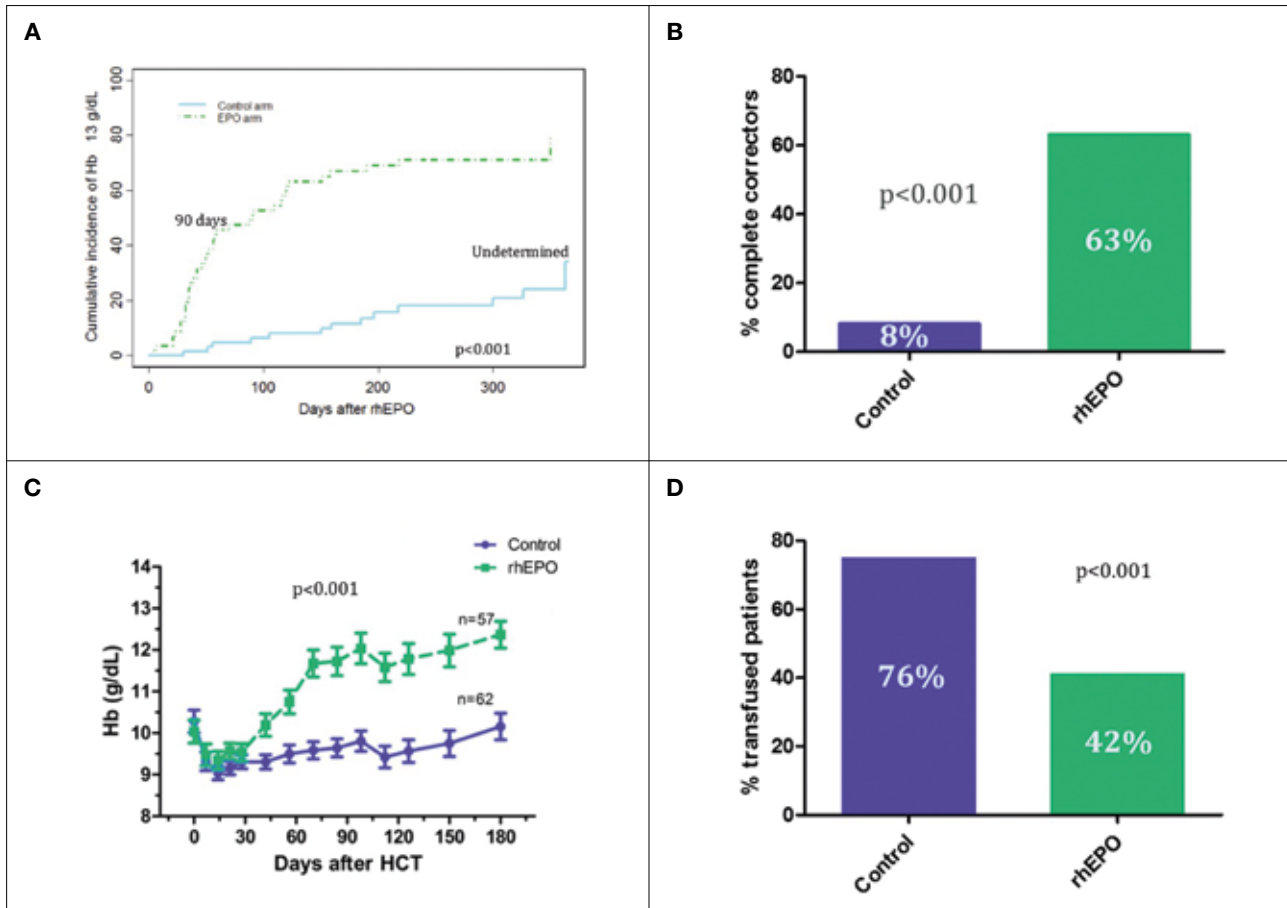 A
Control arm
EPO arm
Cumulative incidence of Hb 13 g/dL
100
80
60
40
20
0
90 days
Undetermined
p<0.001
0 100 200 300
Days after rhEPO
B
% complete correctors
80
60
40
20
0
p<0.001
8%
63%
Control
rhEPO
C
Control
rhEPO
Hb (g/dL)
14
13
12
11
10
9
8
p<0.001
n=57
n=62
0 30 60 90 120 150 180
Days after HCT
D
% transfused patients
80
60
40
20
0
p<0.001
76%
42%
Control
rhEPO